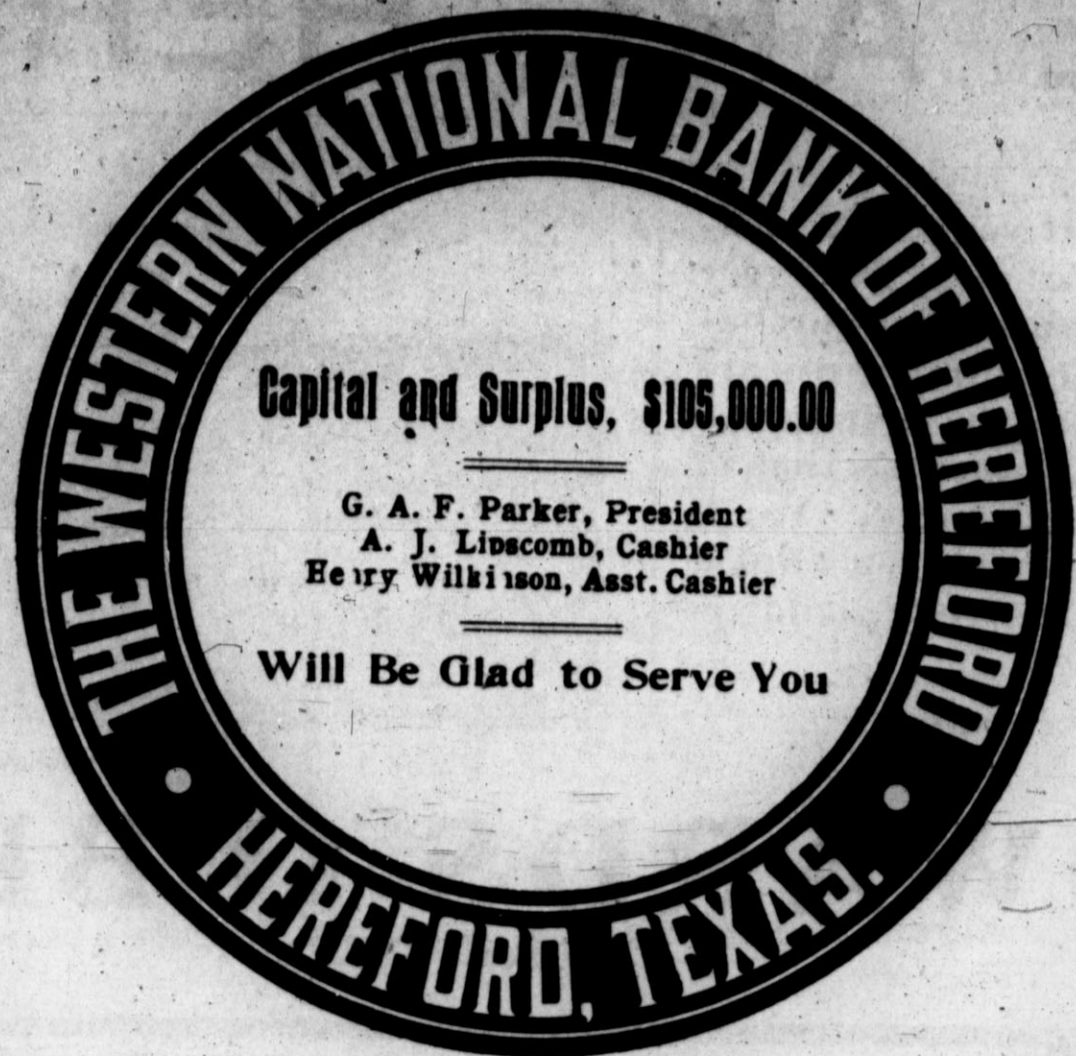 THE WESTERN NATIONAL BANK OF HEREFORD
Capital and Surplus, $105,000.00
G. A. F. Parker, President
A. J. Lipscomb, Cashier
Henry Wilkinson, Asst. Cashier
Will Be Glad to Serve You
HEREFORD, TEXAS.